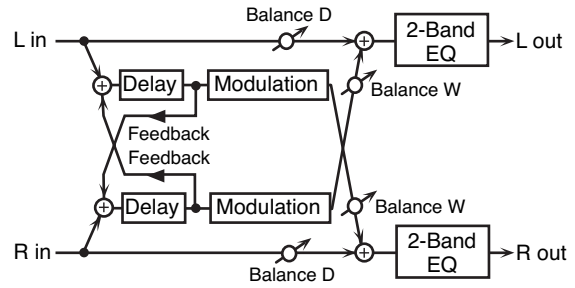 Balance D
L in
2-Band
EQ
L out
Delay
Modulation
Balance W
Feedback
Feedback
Delay
Modulation
Balance W
R in
2-Band
EQ
R out
Balance D